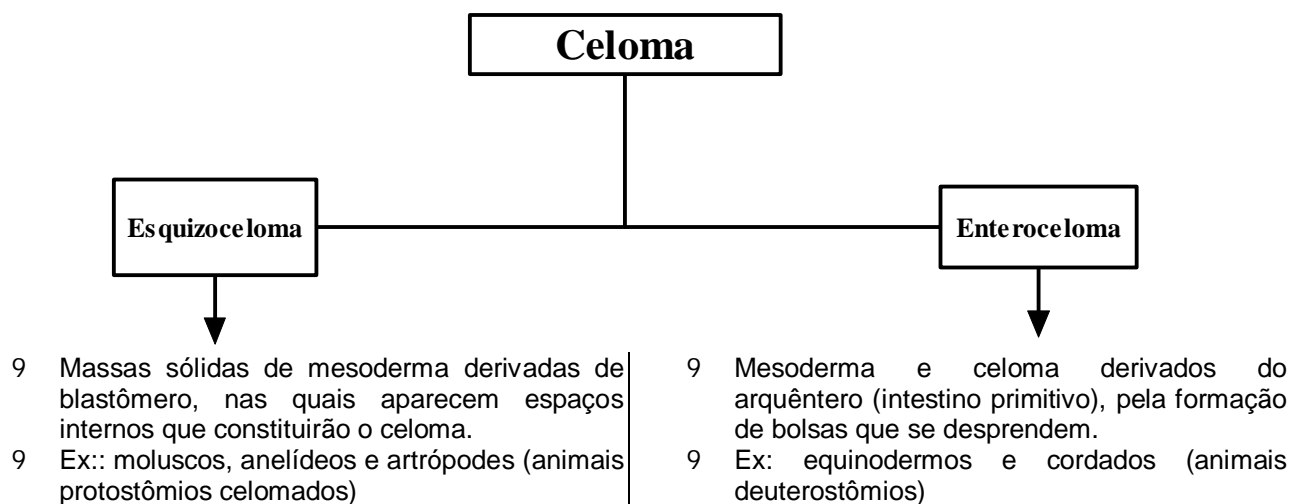 Celoma
Esquizoceloma
Enteroceloma
9 Massas sólidas de mesoderma derivadas de
blastômero, nas quais aparecem espaços
internos que constituirão o celoma.
9 Ex:: moluscos, anelídeos e artrópodes (animais
protostômios celomados)
9 Mesoderma e celoma derivados do
arquêntero (intestino primitivo), pela formação
de bolsas que se desprendem.
9 Ex: equinodermos e cordados (animais
deuterostômios)